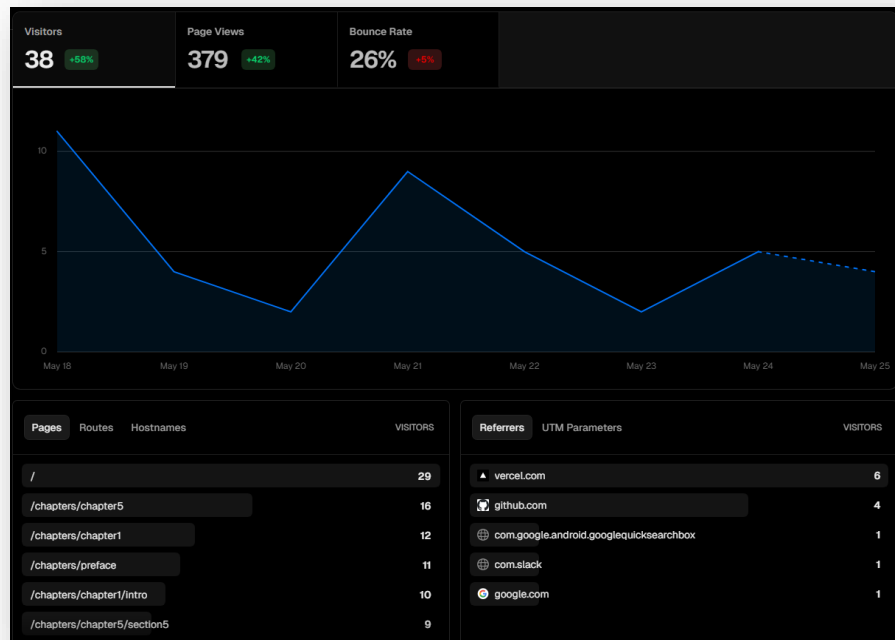 Visitors
38 +58%
Page Views
379 +42%
Bounce Rate
26% +5%
10
5
0
May 18 May 19 May 20 May 21 May 22 May 23 May 24 May 25
Pages Routes Hostnames VISITORS
/ 29
/chapters/chapter5 16
/chapters/chapter1 12
/chapters/preface 11
/chapters/chapter1/intro 10
/chapters/chapter5/section5 9
Referrers UTM Parameters VISITORS
vercel.com 6
github.com 4
com.google.android.googlequicksearchbox 1
com.slack 1
google.com 1